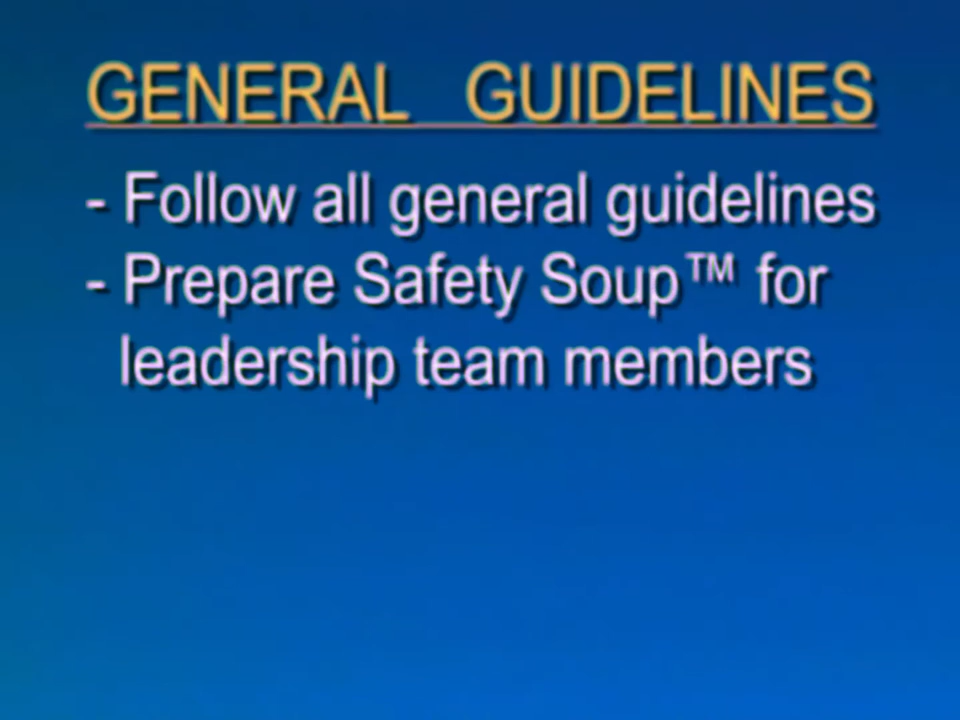 GENERAL GUIDELINES
- Follow all general guidelines
- Prepare Safety Soup™ for
leadership team members